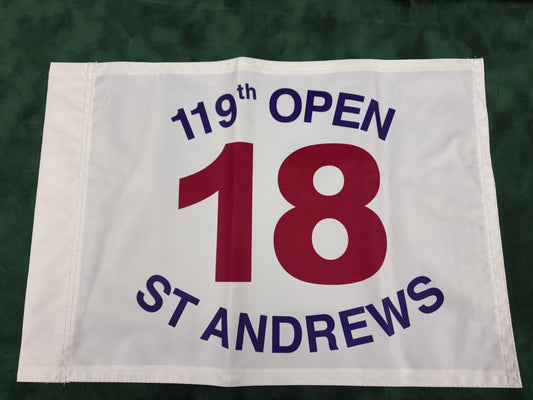 119th OPEN
18
ST ANDREWS